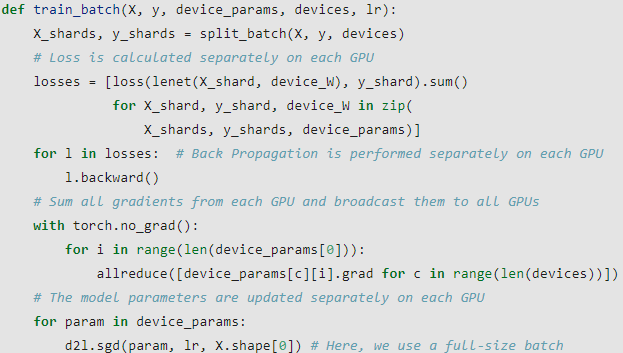 def train_batch(X, y, device_params, devices, lr):
    X_shards, y_shards = split_batch(X, y, devices)
    # Loss is calculated separately on each GPU
    losses = [loss(lenet(X_shard, device_W), y_shard).sum()
              for X_shard, y_shard, device_W in zip(
                  X_shards, y_shards, device_params)]
    for l in losses:  # Back Propagation is performed separately on each GPU
        l.backward()
    # Sum all gradients from each GPU and broadcast them to all GPUs
    with torch.no_grad():
        for i in range(len(device_params[0])):
            allreduce([device_params[c][i].grad for c in range(len(devices))])
    # The model parameters are updated separately on each GPU
    for param in device_params:
        d2l.sgd(param, lr, X.shape[0]) # Here, we use a full-size batch